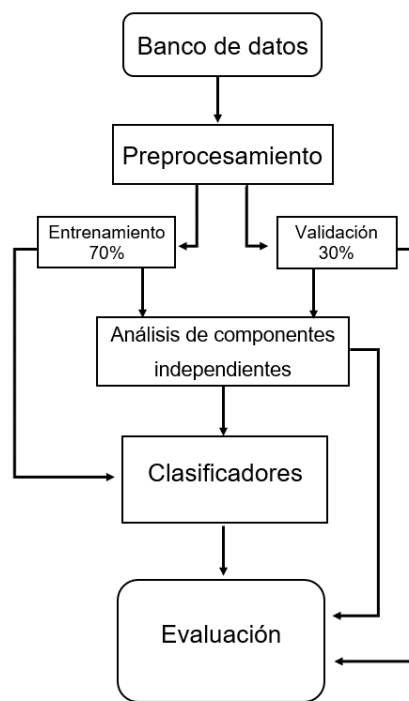 Banco de datos
Preprocesamiento
Entrenamiento
70%
Validación
30%
Análisis de componentes
independientes
Clasificadores
Evaluación